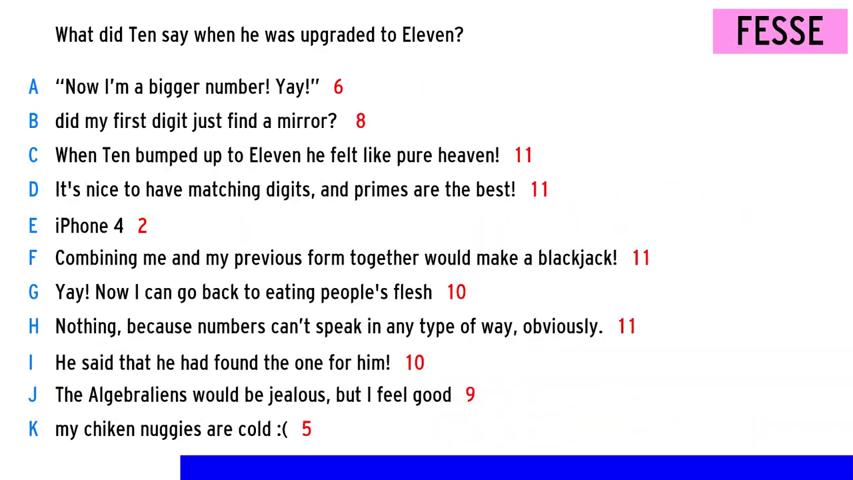 What did Ten say when he was upgraded to Eleven?
FESSE
A “Now I’m a bigger number! Yay!” 6
B did my first digit just find a mirror? 8
C When Ten bumped up to Eleven he felt like pure heaven! 11
D It's nice to have matching digits, and primes are the best! 11
E iPhone 4 2
F Combining me and my previous form together would make a blackjack! 11
G Yay! Now I can go back to eating people's flesh 10
H Nothing, because numbers can’t speak in any type of way, obviously. 11
I He said that he had found the one for him! 10
J The Algebraliens would be jealous, but I feel good 9
K my chiken nuggies are cold :( 5